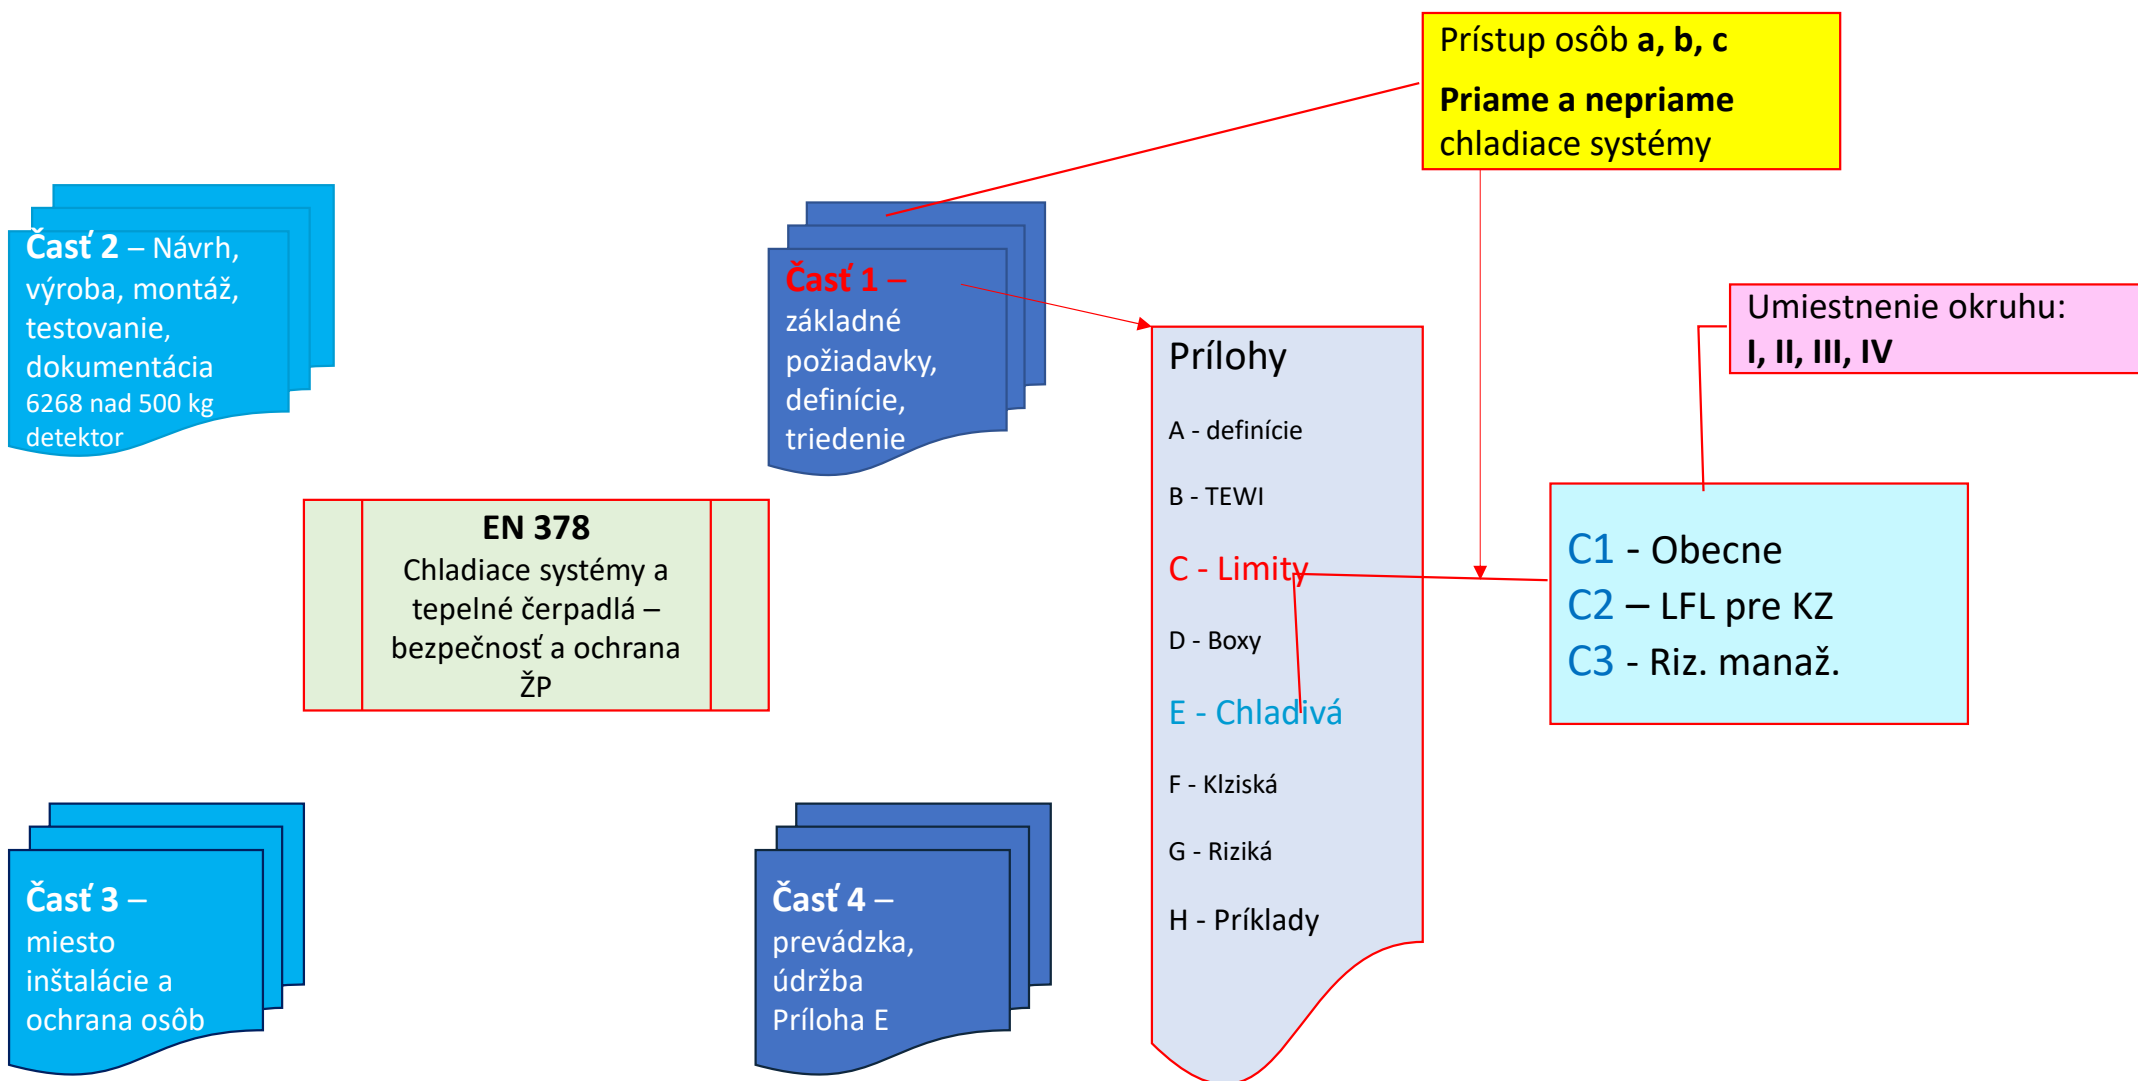 Prístup osôb a, b, c
Priame a nepriame
chladiace systémy
Časť 2 – Návrh,
výroba, montáž,
testovanie,
dokumentácia
6268 nad 500 kg
detektor
Časť 1 –
základné
požiadavky,
definície,
triedenie
Umiestnenie okruhu:
I, II, III, IV
Prílohy
A - definície
B - TEWI
C - Limity
D - Boxy
E - Chladivá
F - Klziská
G - Riziká
H - Príklady
C1 - Obecne
C2 – LFL pre KZ
C3 - Riz. manaž.
EN 378
Chladiace systémy a
tepelné čerpadlá –
bezpečnosť a ochrana
ŽP
Časť 3 –
miesto
inštalácie a
ochrana osôb
Časť 4 –
prevádzka,
údržba
Príloha E